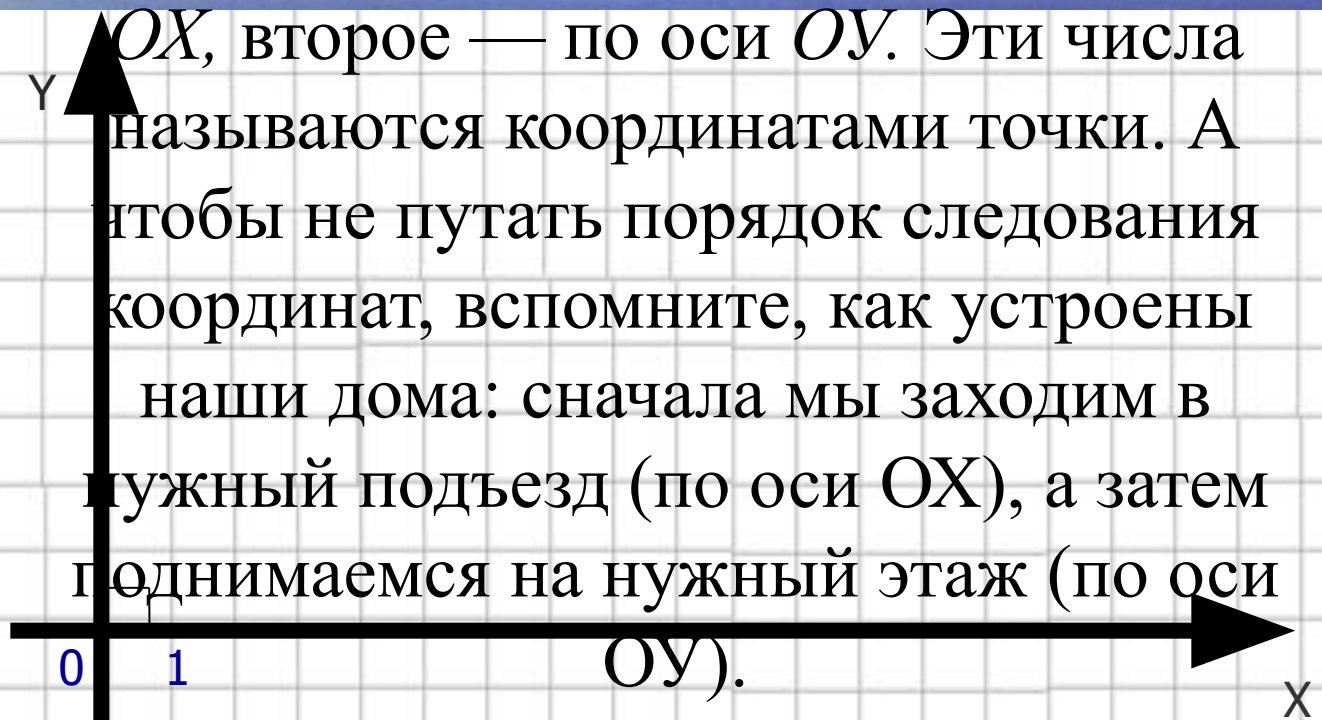 ОХ, второе — по оси ОУ. Эти числа
Y
называются координатами точки. А
чтобы не путать порядок следования
координат, вспомните, как устроены
наши дома: сначала мы заходим в
нужный подъезд (по оси ОХ), а затем
поднимаемся на нужный этаж (по оси
ОУ).
0 1
X